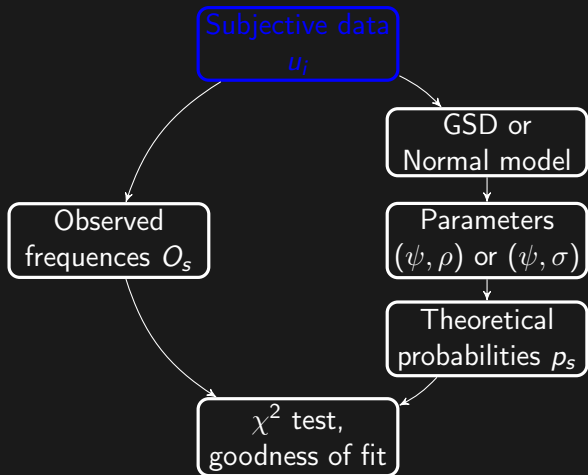 Subjective data
u_i
GSD or
Normal model
Observed
frequences O_s
Parameters
(ψ, ρ) or (ψ, σ)
Theoretical
probabilities p_s
χ² test,
goodness of fit